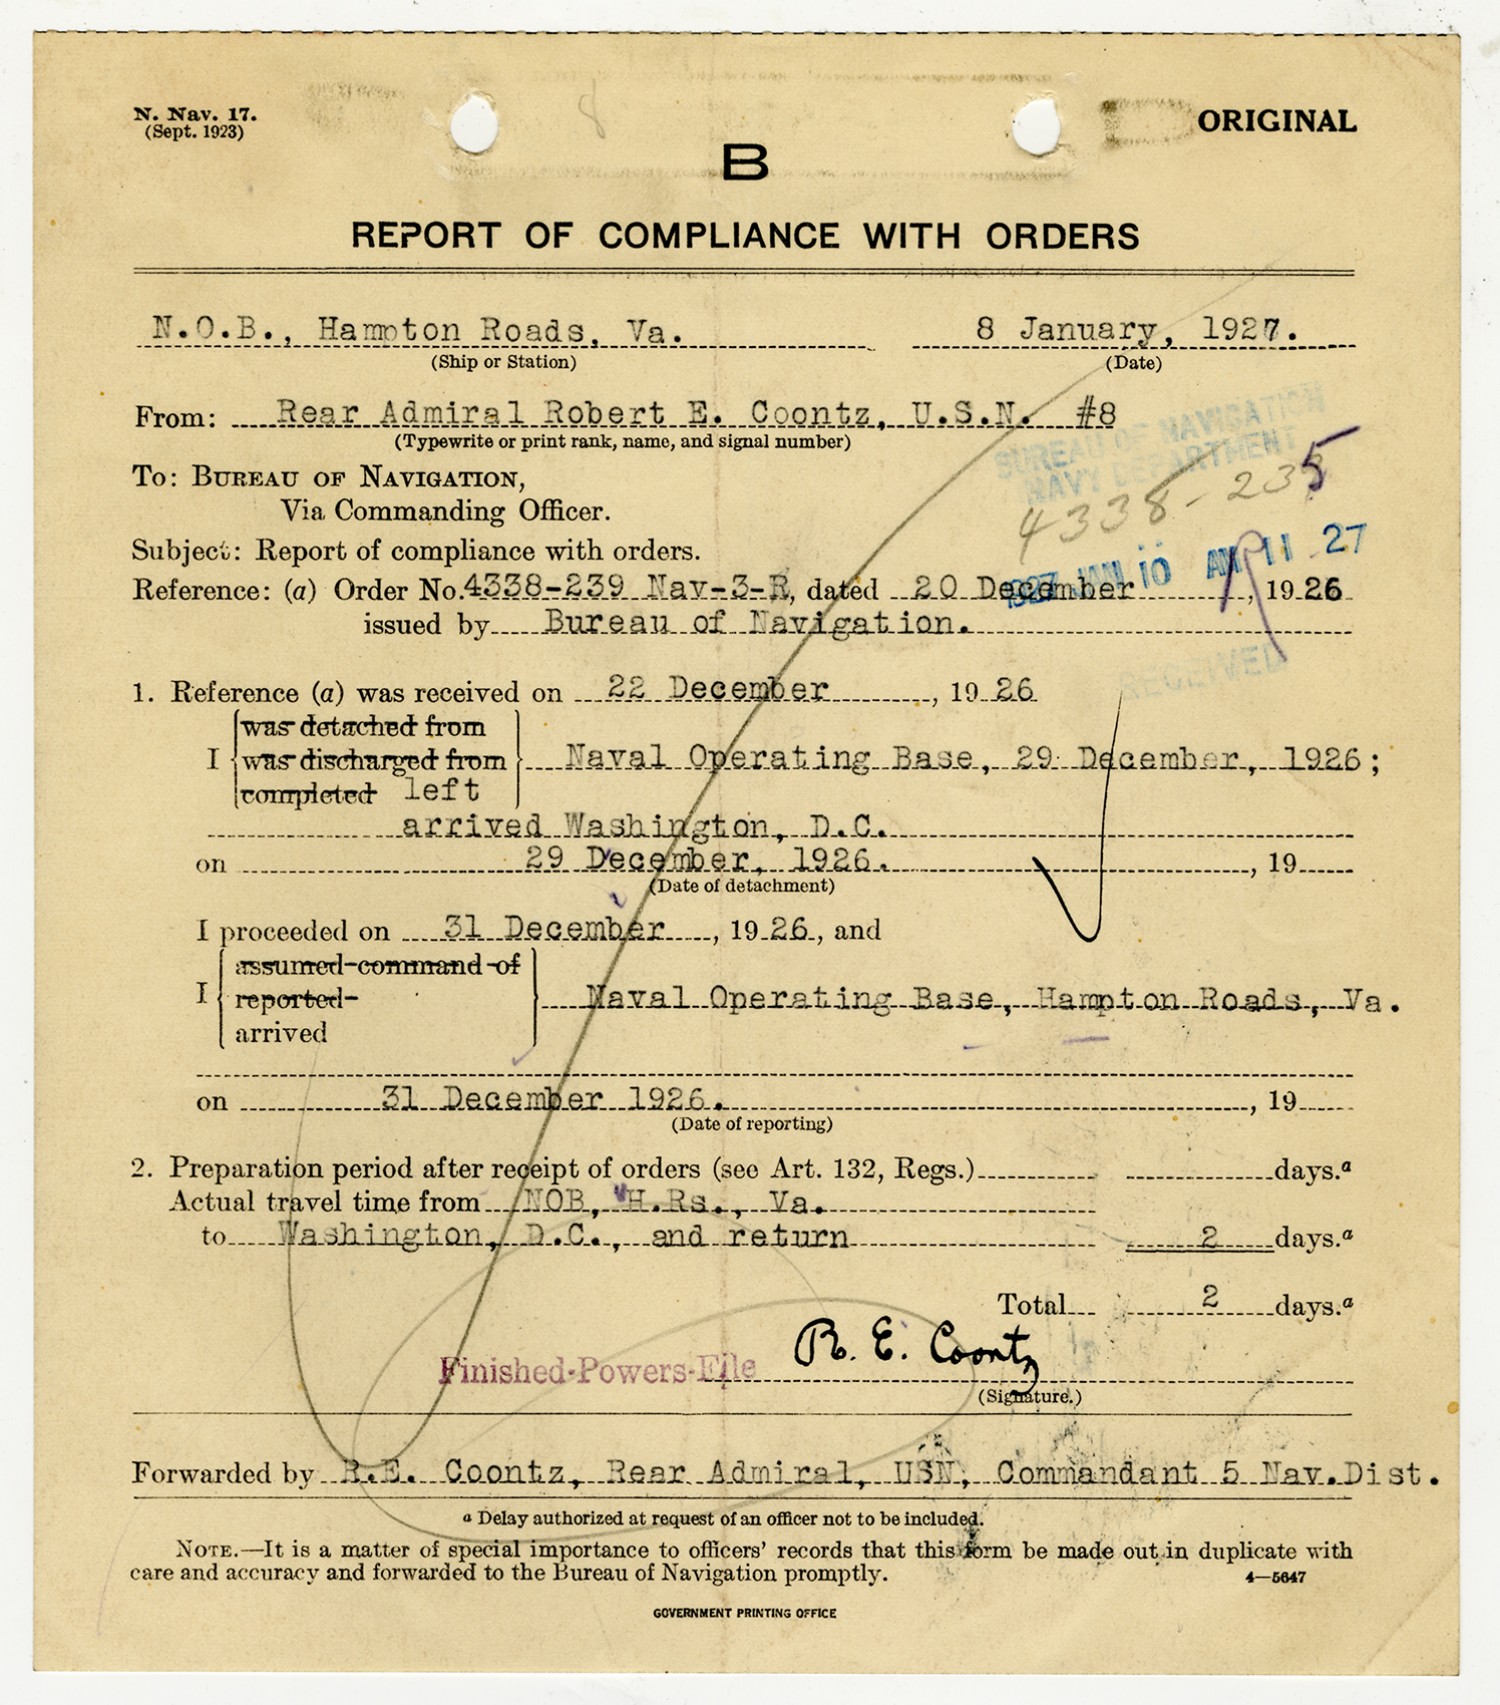 N. Nav. 17.
(Sept. 1923)
ORIGINAL
B
REPORT OF COMPLIANCE WITH ORDERS
N.O.B., Hampton Roads, Va. 8 January, 1927.
(Ship or Station) (Date)
From: Rear Admiral Robert E. Coontz, U.S.N. #8
(Typewrite or print rank, name, and signal number)
BUREAU OF NAVIGATION
NAVY DEPARTMENT
To: BUREAU OF NAVIGATION,
4338-235
Via Commanding Officer.
Subject: Report of compliance with orders.
1927 JAN 10 AM 11 27
Reference: (a) Order No. 4338-239 Nav-3-R, dated 20 December, 1926
issued by Bureau of Navigation.
RECEIVED
1. Reference (a) was received on 22 December, 19 26
was detached from
I was discharged from Naval Operating Base, 29 December, 1926;
completed left
arrived Washington, D.C.
on 29 December, 1926. , 19
(Date of detachment)
I proceeded on 31 December, 19 26, and
assumed command of
I reported Naval Operating Base, Hampton Roads, Va.
arrived
on 31 December 1926. , 19
(Date of reporting)
2. Preparation period after receipt of orders (see Art. 132, Regs.) days.a
Actual travel time from NOB, H.Rs., Va.
to Washington, D.C., and return 2 days.a
Total 2 days.a
R. E. Coontz
Finished-Powers-File
(Signature.)
Forwarded by R.E. Coontz, Rear Admiral, USN, Commandant 5 Nav.Dist.
a Delay authorized at request of an officer not to be included.
NOTE.—It is a matter of special importance to officers' records that this form be made out in duplicate with
care and accuracy and forwarded to the Bureau of Navigation promptly.
4—5647
GOVERNMENT PRINTING OFFICE